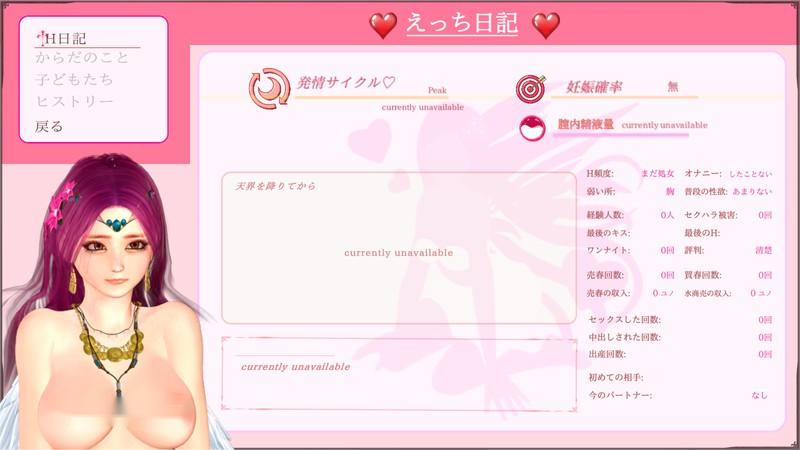 えっち日記
H日記
からだのこと
子どもたち
ヒストリー
戻る
発情サイクル♡
Peak
currently unavailable
妊娠確率 無
膣内精液量 currently unavailable
天界を降りてから
currently unavailable
currently unavailable
H頻度: まだ処女 オナニー: したことない
弱い所: 胸 普段の性欲: あまりない
経験人数: 0人 セクハラ被害: 0回
最後のキス: 最後のH:
ワンナイト: 0回 評判: 清楚
売春回数: 0回 買春回数: 0回
売春の収入: 0 ユノ 水商売の収入: 0 ユノ
セックスした回数: 0回
中出しされた回数: 0回
出産回数: 0回
初めての相手:
今のパートナー: なし